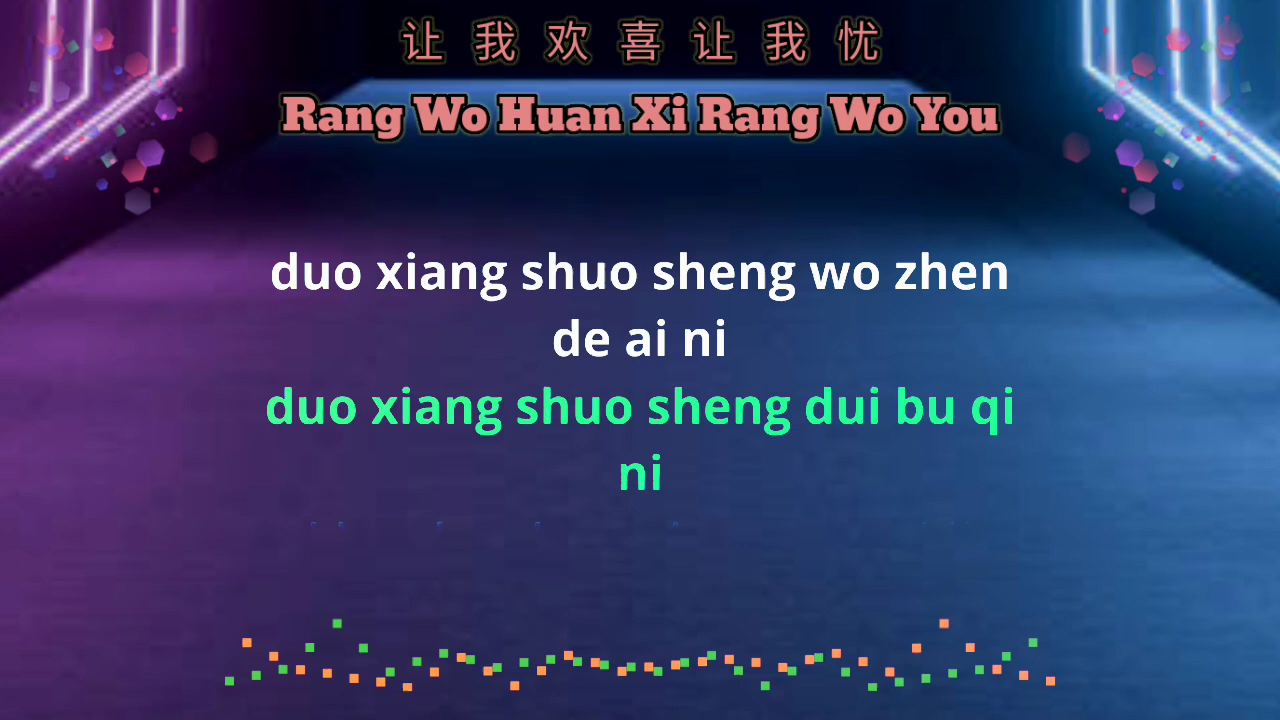 让我欢喜让我忧
Rang Wo Huan Xi Rang Wo You
duo xiang shuo sheng wo zhen
de ai ni
duo xiang shuo sheng dui bu qi
ni